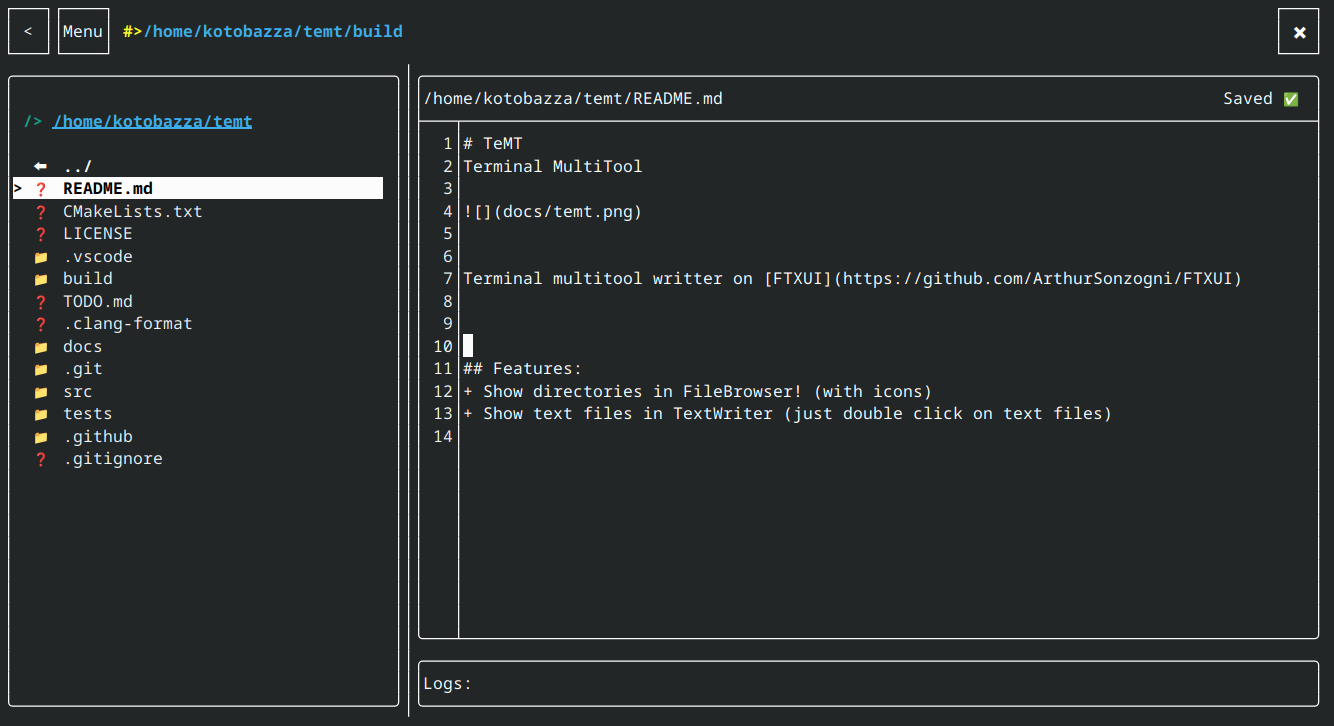 < Menu #>/home/kotobazza/temt/build ✖
/> /home/kotobazza/temt
⬅ ../
> ❓ README.md
❓ CMakeLists.txt
❓ LICENSE
📁 .vscode
📁 build
❓ TODO.md
❓ .clang-format
📁 docs
📁 .git
📁 src
📁 tests
📁 .github
❓ .gitignore
/home/kotobazza/temt/README.md Saved ✅
1 # TeMT
2 Terminal MultiTool
3
4 ![](docs/temt.png)
5
6
7 Terminal multitool writter on [FTXUI](https://github.com/ArthurSonzogni/FTXUI)
8
9
10
11 ## Features:
12 + Show directories in FileBrowser! (with icons)
13 + Show text files in TextWriter (just double click on text files)
14
Logs: